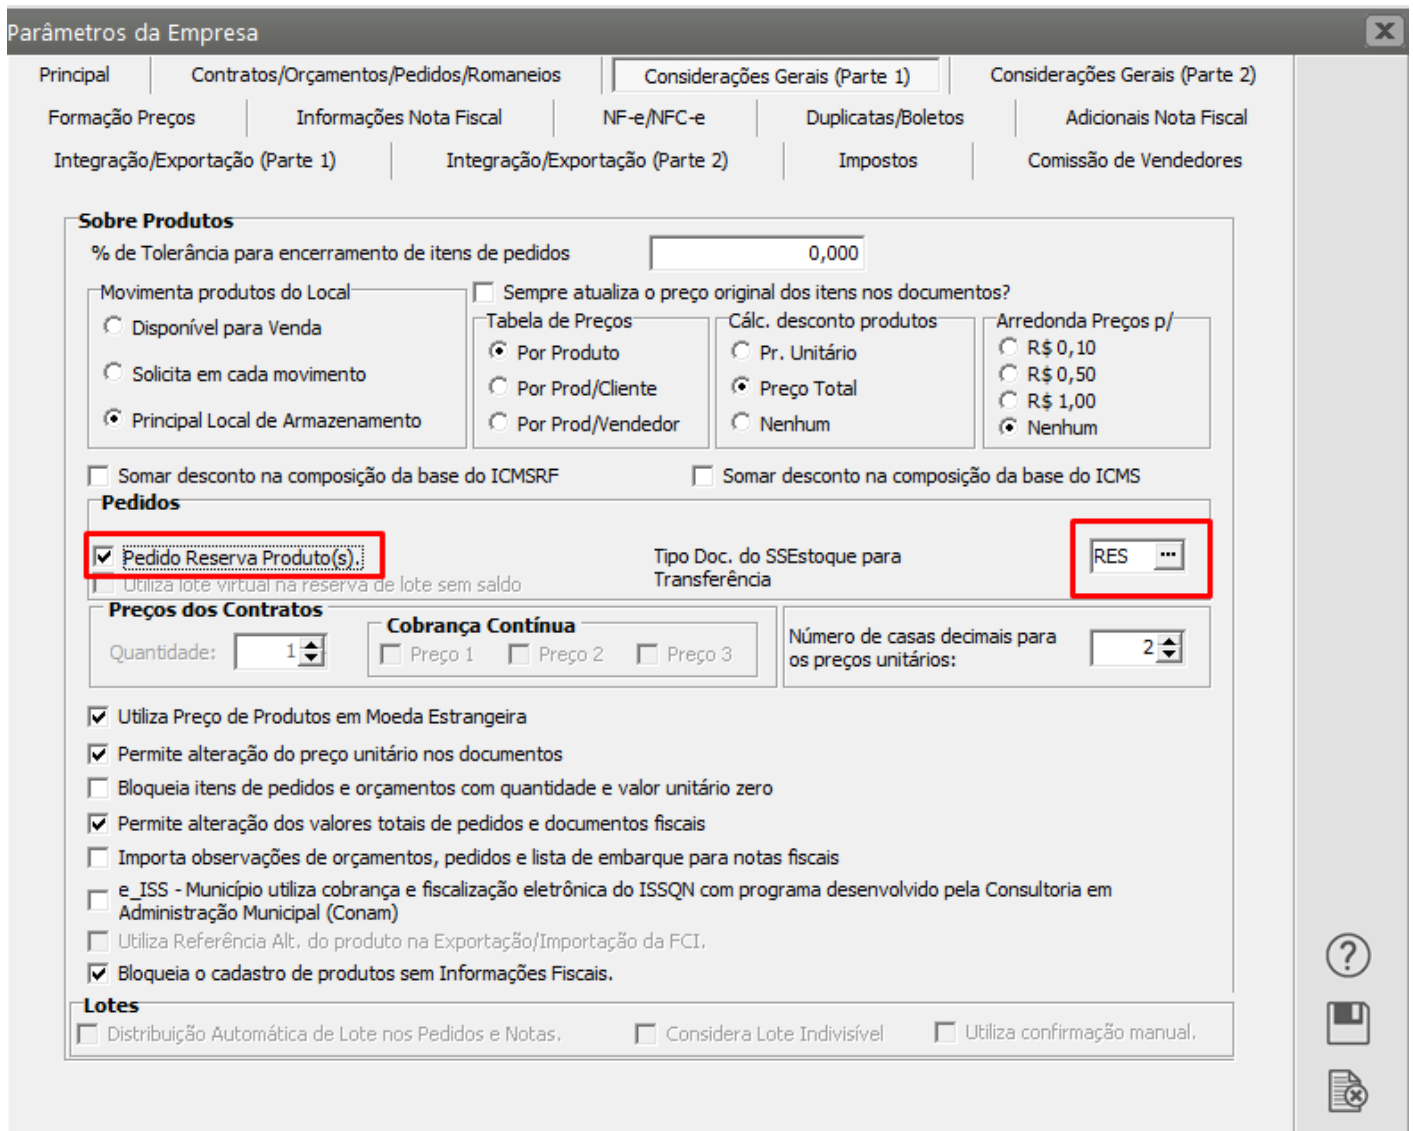 Parâmetros da Empresa
Principal
Contratos/Orçamentos/Pedidos/Romaneios
Considerações Gerais (Parte 1)
Considerações Gerais (Parte 2)
Formação Preços
Informações Nota Fiscal
NF-e/NFC-e
Duplicatas/Boletos
Adicionais Nota Fiscal
Integração/Exportação (Parte 1)
Integração/Exportação (Parte 2)
Impostos
Comissão de Vendedores
Sobre Produtos
% de Tolerância para encerramento de itens de pedidos
0,000
Movimenta produtos do Local
Disponível para Venda
Solicita em cada movimento
Principal Local de Armazenamento
Sempre atualiza o preço original dos itens nos documentos?
Tabela de Preços
Por Produto
Por Prod/Cliente
Por Prod/Vendedor
Cálc. desconto produtos
Pr. Unitário
Preço Total
Nenhum
Arredonda Preços p/
R$ 0,10
R$ 0,50
R$ 1,00
Nenhum
Somar desconto na composição da base do ICMSRF
Somar desconto na composição da base do ICMS
Pedidos
Pedido Reserva Produto(s).
Utiliza lote virtual na reserva de lote sem saldo
Tipo Doc. do SSEstoque para
Transferência
RES ...
Preços dos Contratos
Quantidade:
1
Cobrança Contínua
Preço 1
Preço 2
Preço 3
Número de casas decimais para
os preços unitários:
2
Utiliza Preço de Produtos em Moeda Estrangeira
Permite alteração do preço unitário nos documentos
Bloqueia itens de pedidos e orçamentos com quantidade e valor unitário zero
Permite alteração dos valores totais de pedidos e documentos fiscais
Importa observações de orçamentos, pedidos e lista de embarque para notas fiscais
e_ISS - Município utiliza cobrança e fiscalização eletrônica do ISSQN com programa desenvolvido pela Consultoria em
Administração Municipal (Conam)
Utiliza Referência Alt. do produto na Exportação/Importação da FCI.
Bloqueia o cadastro de produtos sem Informações Fiscais.
Lotes
Distribuição Automática de Lote nos Pedidos e Notas.
Considera Lote Indivisível
Utiliza confirmação manual.